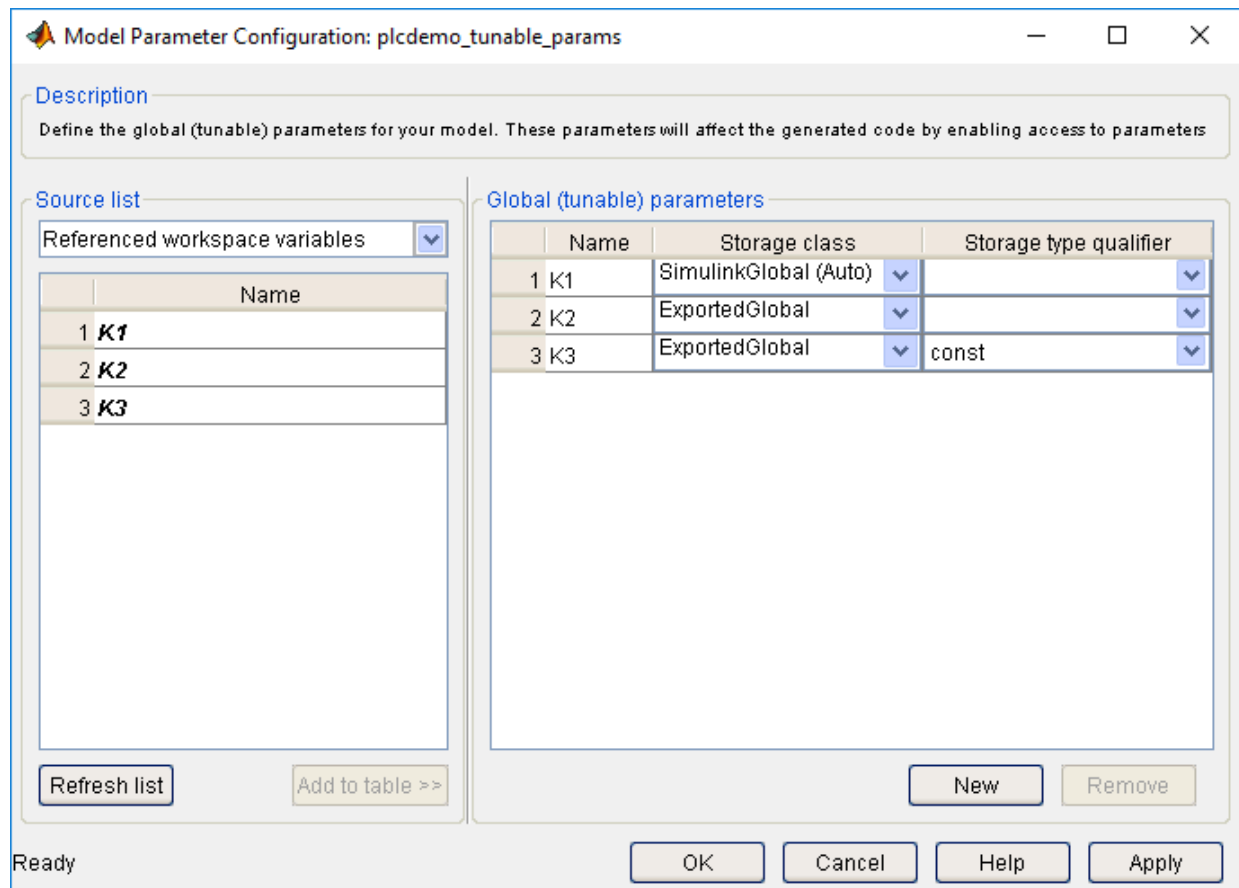 Model Parameter Configuration: plcdemo_tunable_params
Description
Define the global (tunable) parameters for your model. These parameters will affect the generated code by enabling access to parameters
Source list
Referenced workspace variables
Name
1 K1
2 K2
3 K3
Refresh list
Add to table >>
Global (tunable) parameters
Name Storage class Storage type qualifier
1 K1 SimulinkGlobal (Auto)
2 K2 ExportedGlobal
3 K3 ExportedGlobal const
New Remove
Ready
OK Cancel Help Apply